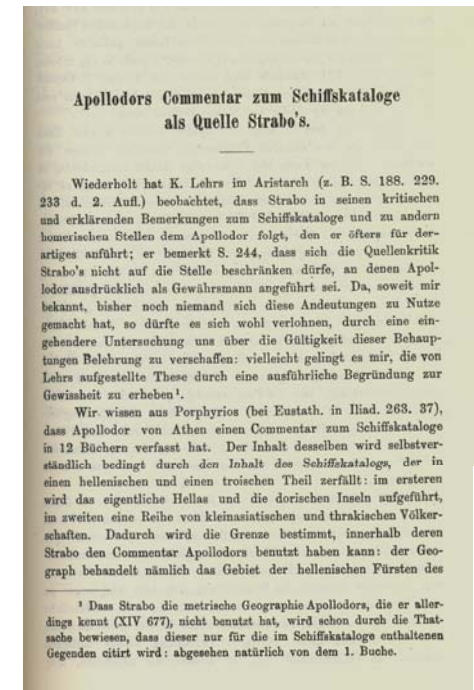 Apollodors Commentar zum Schiffskataloge
als Quelle Strabo's.
Wiederholt hat K. Lehrs im Aristarch (z. B. S. 188. 229.
233 d. 2. Aufl.) beobachtet, dass Strabo in seinen kritischen
und erklärenden Bemerkungen zum Schiffskataloge und zu andern
homerischen Stellen dem Apollodor folgt, den er öfters für der-
artiges anführt; er bemerkt S. 244, dass sich die Quellenkritik
Strabo's nicht auf die Stelle beschränken dürfe, an denen Apol-
lodor ausdrücklich als Gewährsmann angeführt sei. Da, soweit mir
bekannt, bisher noch niemand sich diese Andeutungen zu Nutze
gemacht hat, so dürfte es sich wohl verlohnen, durch eine ein-
gehendere Untersuchung uns über die Gültigkeit dieser Behaup-
tungen Belehrung zu verschaffen: vielleicht gelingt es mir, die von
Lehrs aufgestellte These durch eine ausführliche Begründung zur
Gewissheit zu erheben¹.
Wir wissen aus Porphyrios (bei Eustath. in Iliad. 263. 37),
dass Apollodor von Athen einen Commentar zum Schiffskataloge
in 12 Büchern verfasst hat. Der Inhalt desselben wird selbstver-
ständlich bedingt durch den Inhalt des Schiffskatalogs, der in
einen hellenischen und einen troischen Theil zerfällt: im ersteren
wird das eigentliche Hellas und die dorischen Inseln aufgeführt,
im zweiten eine Reihe von kleinasiatischen und thrakischen Völker-
schaften. Dadurch wird die Grenze bestimmt, innerhalb deren
Strabo den Commentar Apollodors benutzt haben kann: der Geo-
graph behandelt nämlich das Gebiet der hellenischen Fürsten des
¹ Dass Strabo die metrische Geographie Apollodors, die er aller-
dings kennt (XIV 677), nicht benutzt hat, wird schon durch die That-
sache bewiesen, dass dieser nur für die im Schiffskataloge enthaltenen
Gegenden citirt wird: abgesehen natürlich von dem 1. Buche.